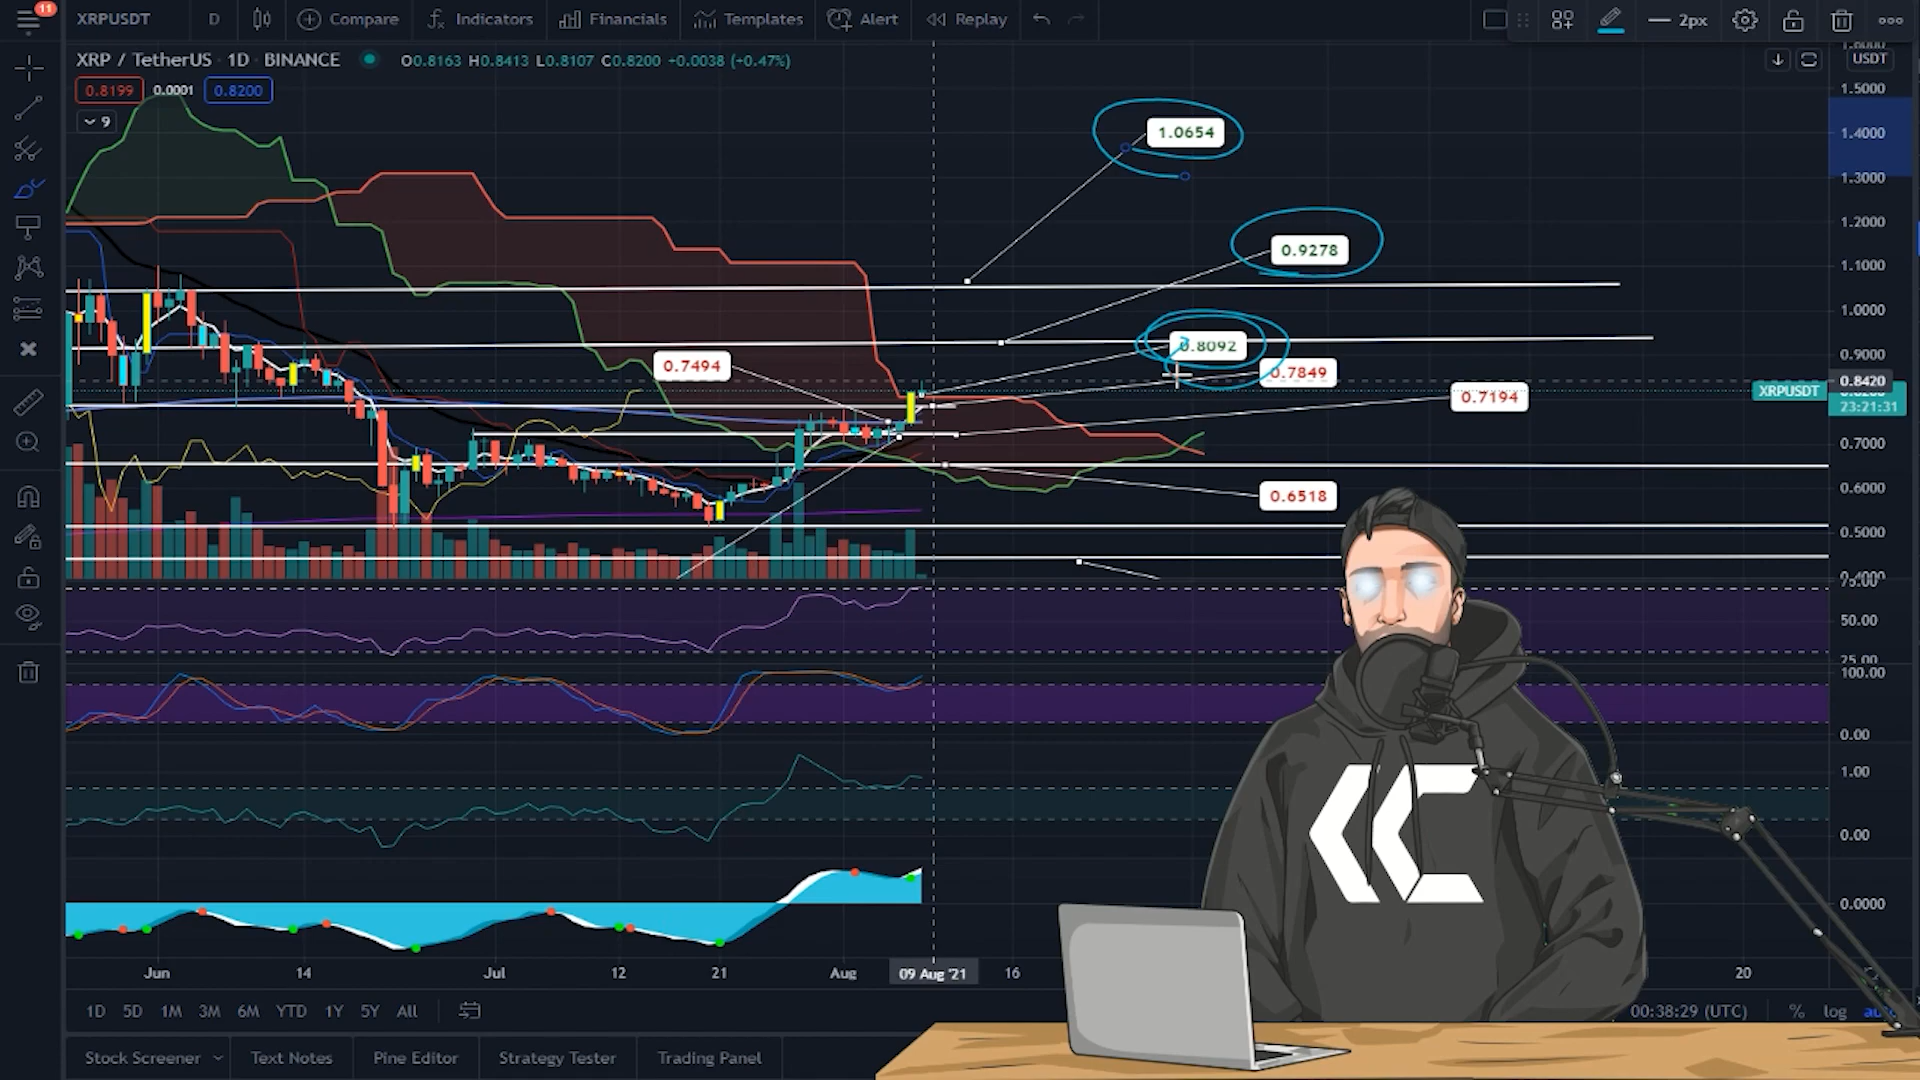 11
XRPUSDT
D
Compare
Indicators
Financials
Templates
Alert
Replay
2px
XRP / TetherUS · 1D · BINANCE
O0.8163 H0.8413 L0.8107 C0.8200 +0.0038 (+0.47%)
USDT
0.8199
0.0001
0.8200
9
1.5000
1.4000
1.3000
1.2000
1.1000
1.0000
0.9000
0.8420
XRPUSDT
23:21:31
0.7000
0.6000
0.5000
1.0654
0.9278
0.8092
0.7849
0.7494
0.7194
0.6518
75.00
50.00
25.00
100.00
0.00
1.00
0.00
0.0000
Jun
14
Jul
12
21
Aug
09 Aug '21
16
20
1D
5D
1M
3M
6M
YTD
1Y
5Y
All
00:38:29 (UTC)
%
log
Stock Screener
Text Notes
Pine Editor
Strategy Tester
Trading Panel